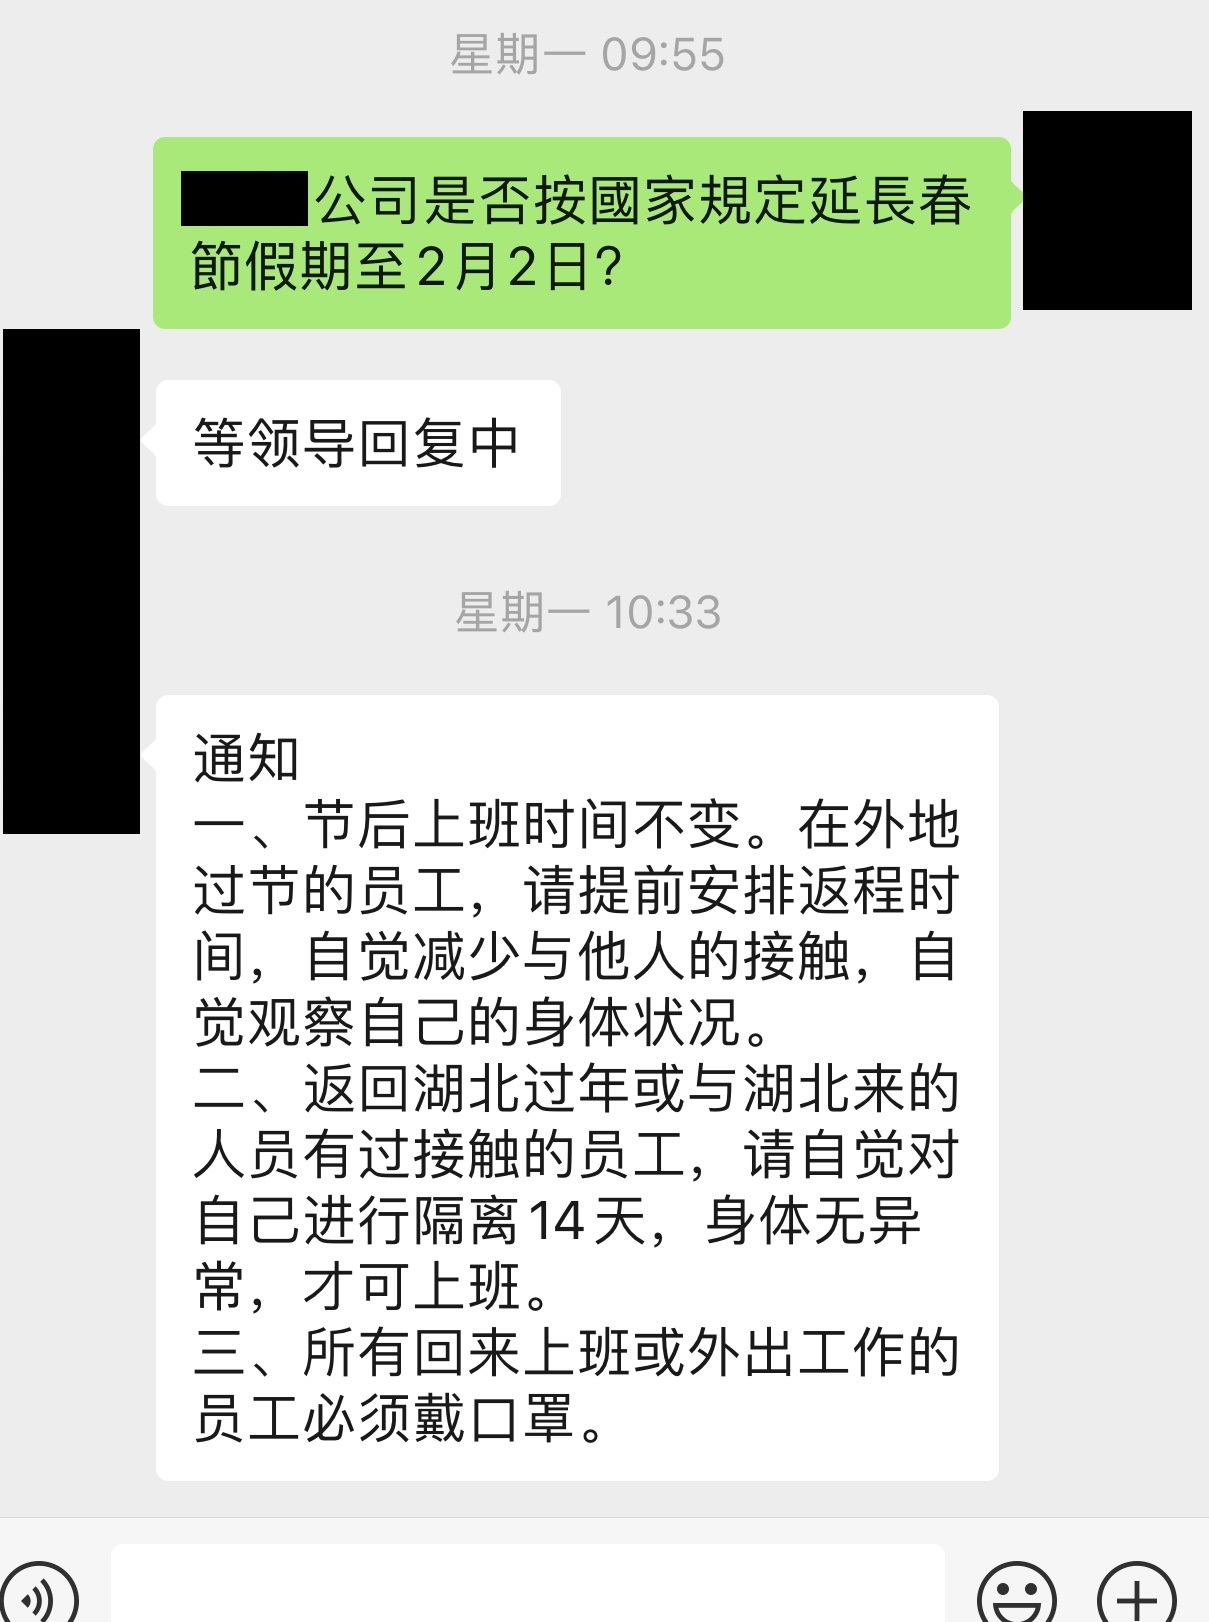 星期一 09:55
公司是否按國家規定延長春
節假期至2月2日?
等领导回复中
星期一 10:33
通知
一、节后上班时间不变。在外地
过节的员工，请提前安排返程时
间，自觉减少与他人的接触，自
觉观察自己的身体状况。
二、返回湖北过年或与湖北来的
人员有过接触的员工，请自觉对
自己进行隔离14天，身体无异
常，才可上班。
三、所有回来上班或外出工作的
员工必须戴口罩。